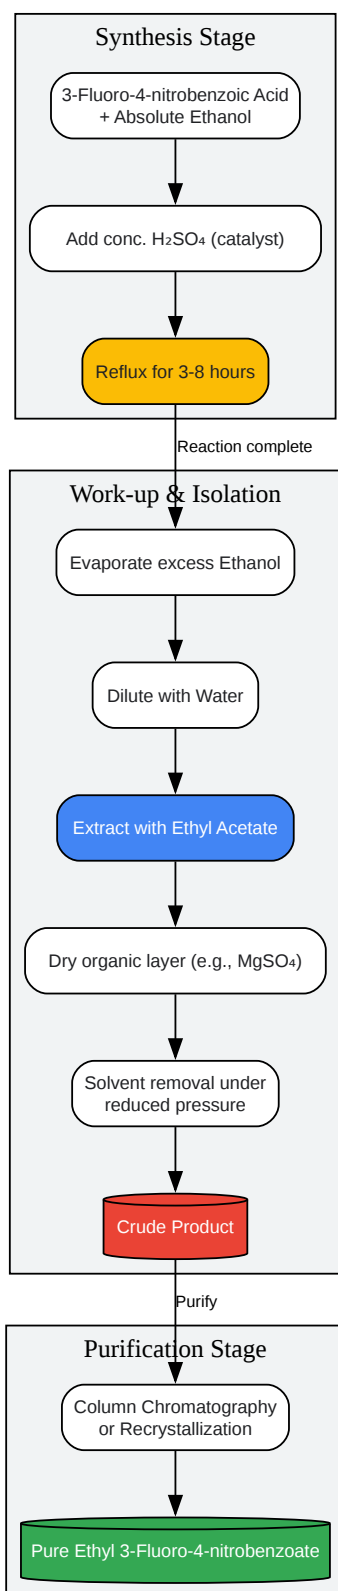 Synthesis Stage
3-Fluoro-4-nitrobenzoic Acid
+ Absolute Ethanol
Add conc. H₂SO₄ (catalyst)
Reflux for 3-8 hours
Reaction complete
Work-up & Isolation
Evaporate excess Ethanol
Dilute with Water
Extract with Ethyl Acetate
Dry organic layer (e.g., MgSO₄)
Solvent removal under
reduced pressure
Crude Product
Purify
Purification Stage
Column Chromatography
or Recrystallization
Pure Ethyl 3-Fluoro-4-nitrobenzoate